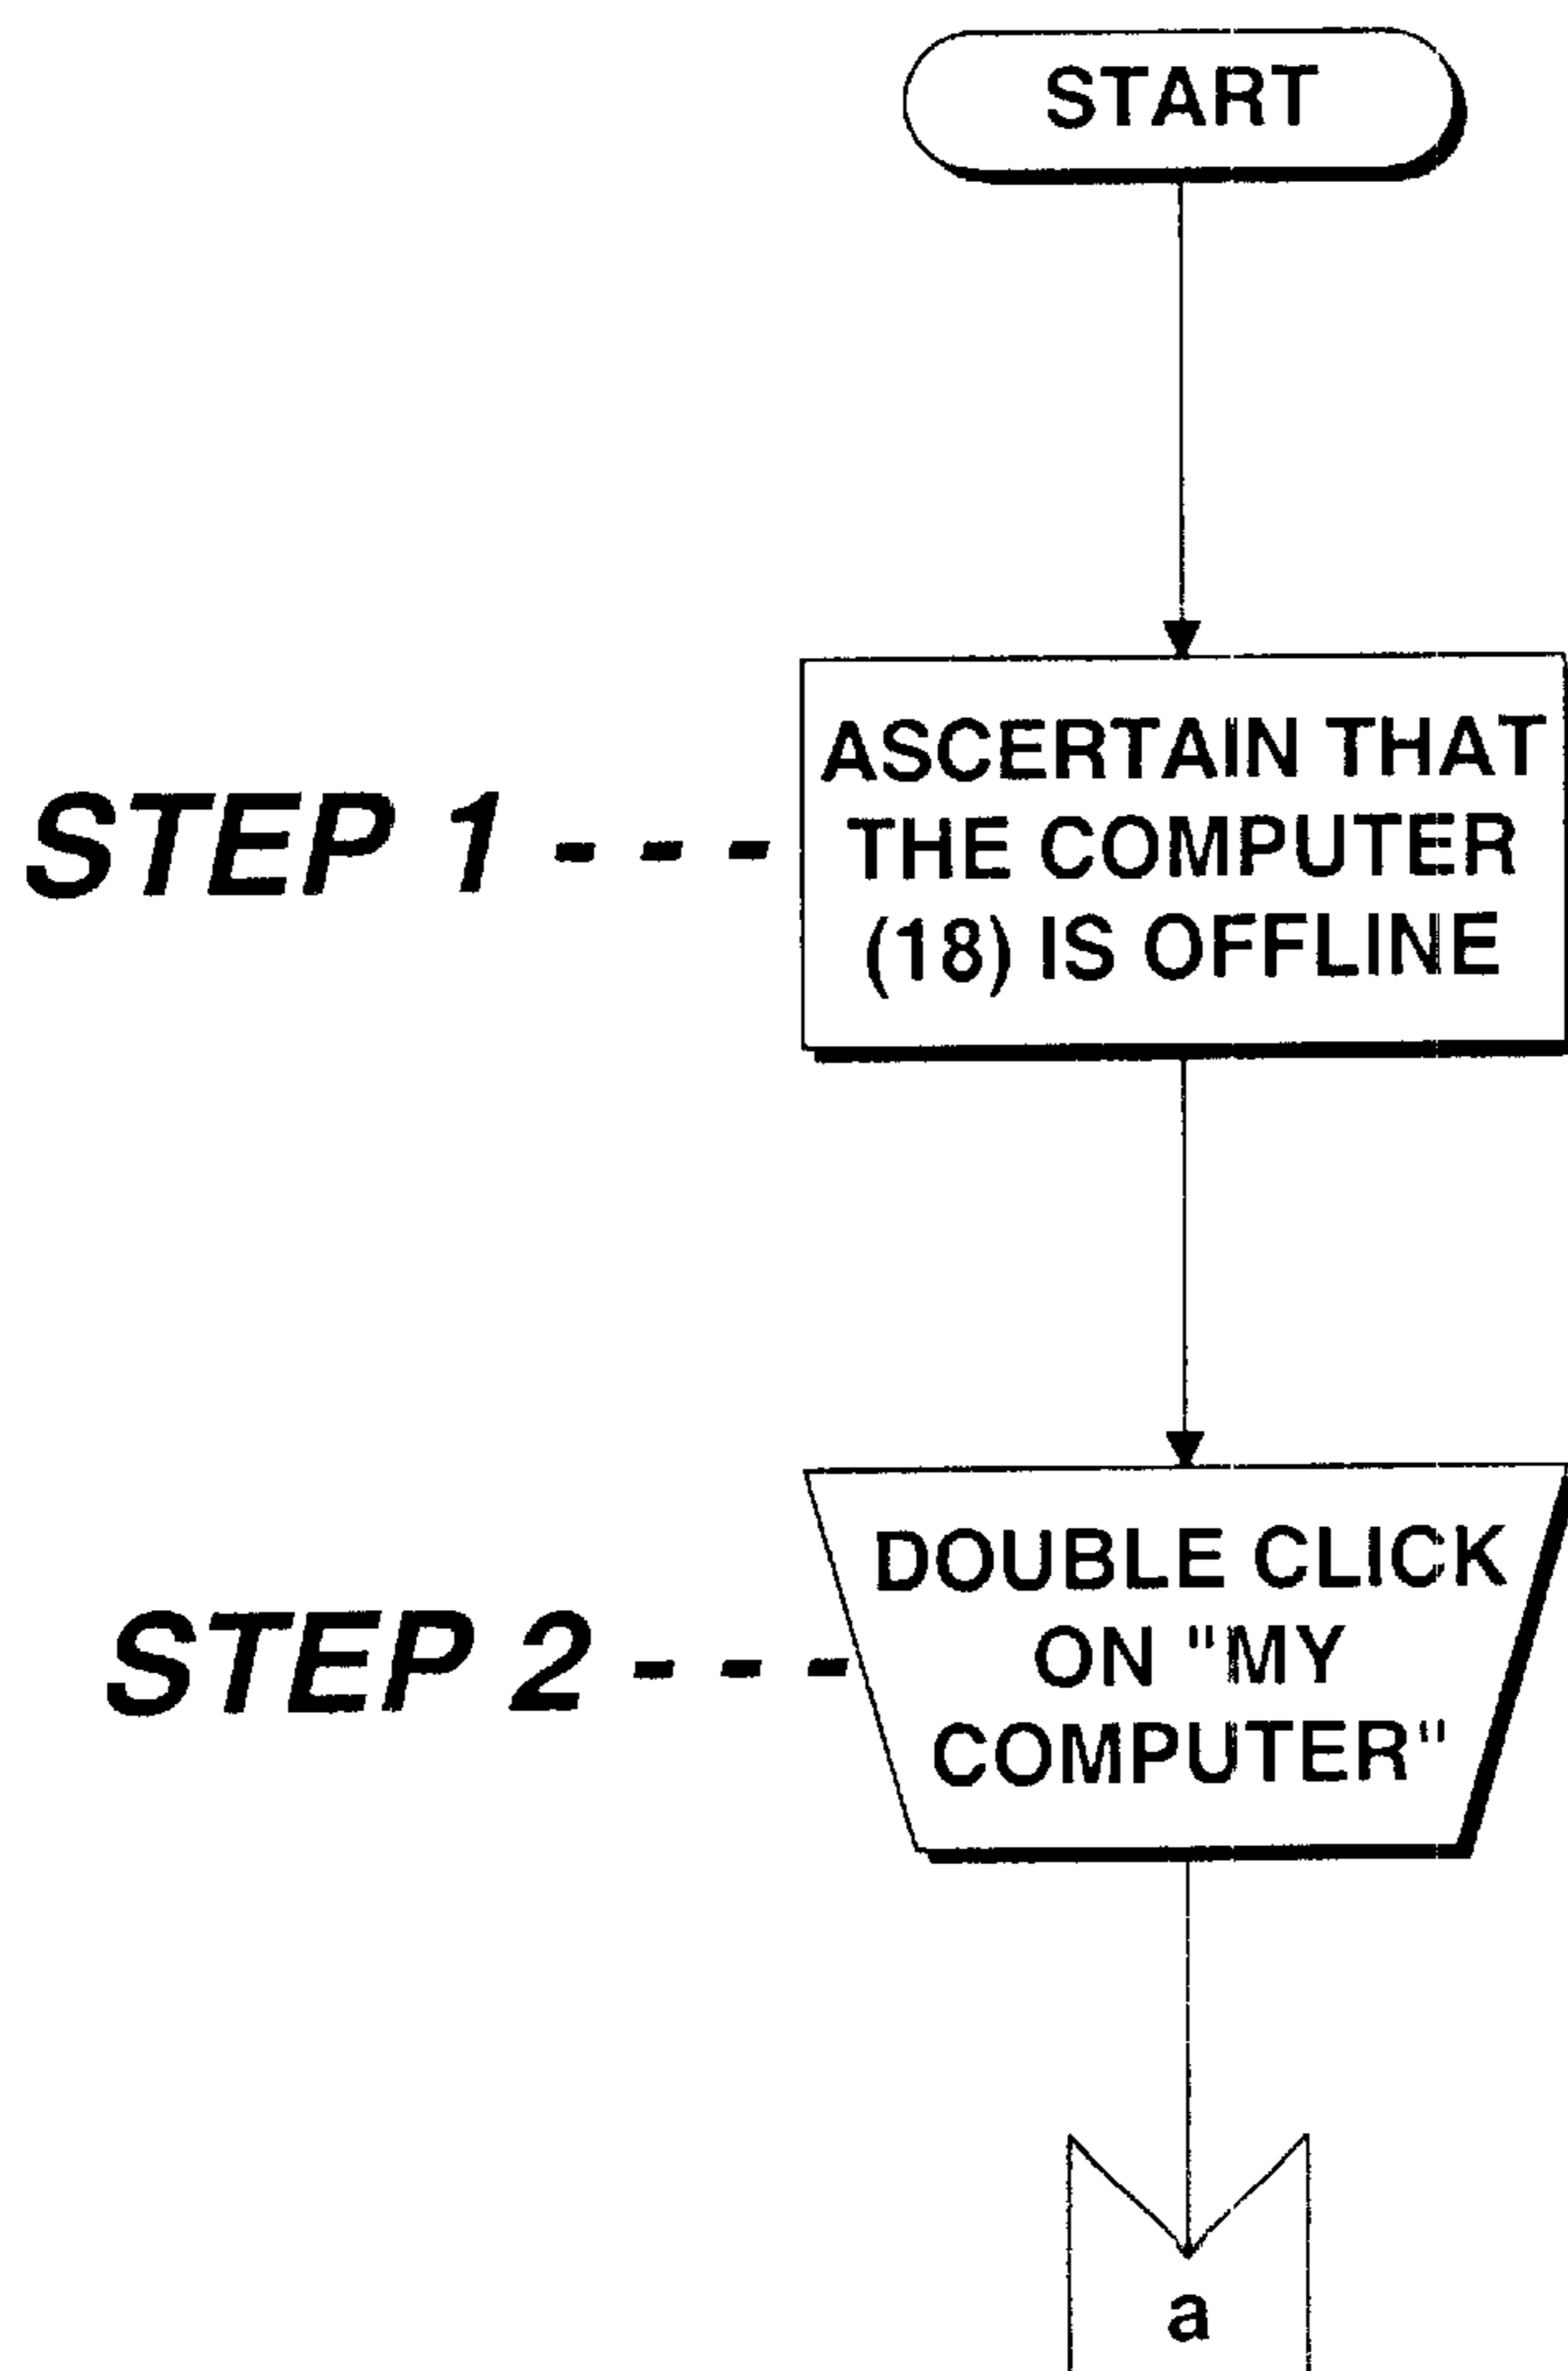 START
STEP 1 - - -
ASCERTAIN THAT
THE COMPUTER
(18) IS OFFLINE
STEP 2 - - -
DOUBLE CLICK
ON "MY
COMPUTER"
a